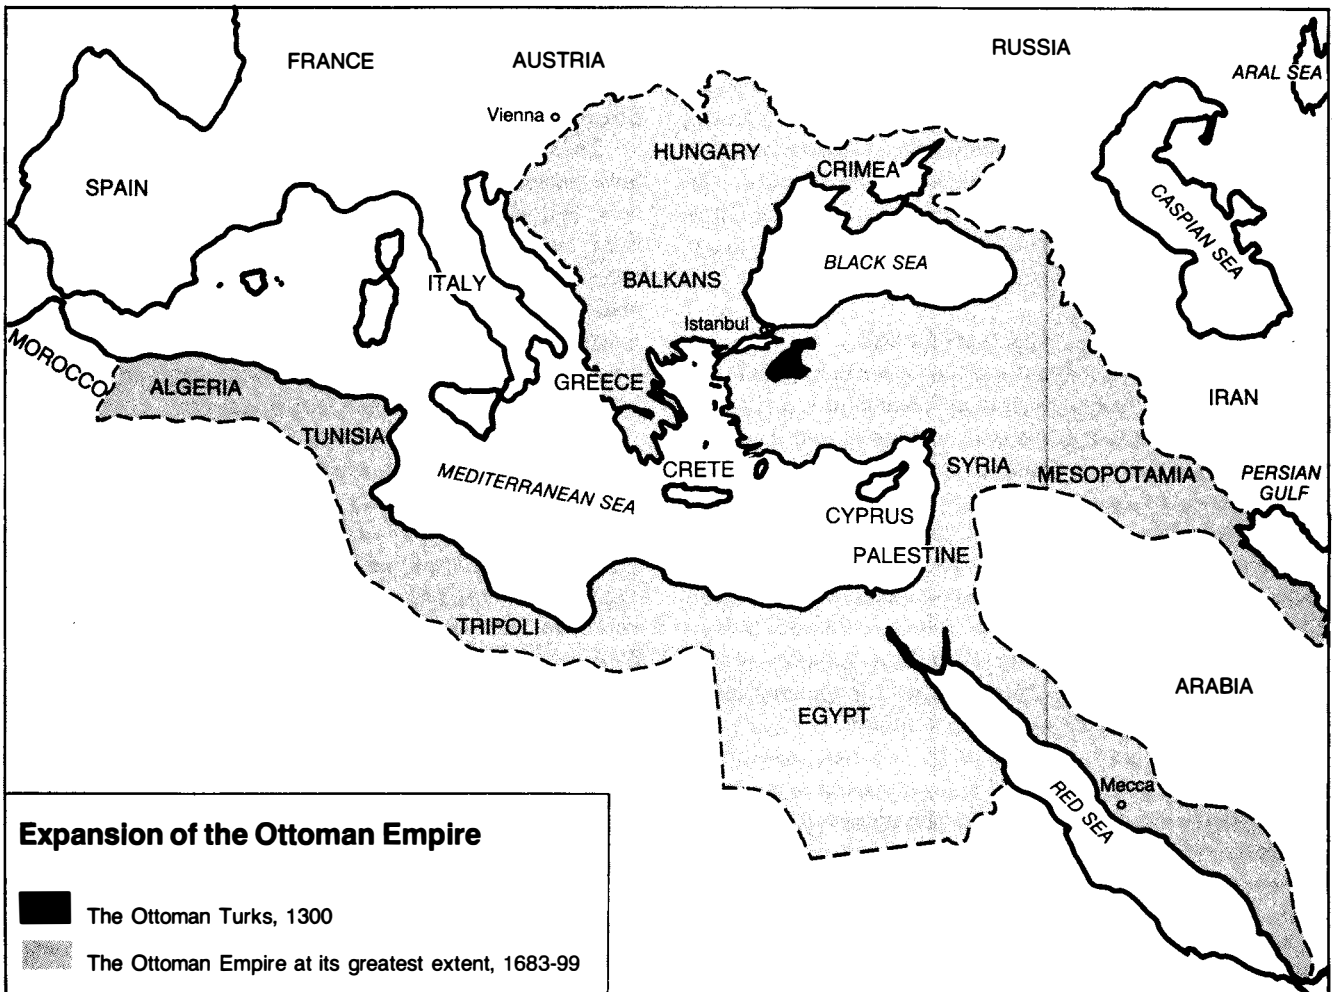 FRANCE
AUSTRIA
RUSSIA
ARAL SEA
Vienna
HUNGARY
CRIMEA
SPAIN
CASPIAN SEA
ITALY
BALKANS
BLACK SEA
Istanbul
MOROCCO
ALGERIA
GREECE
IRAN
TUNISIA
MEDITERRANEAN SEA
CRETE
SYRIA
MESOPOTAMIA
PERSIAN
GULF
CYPRUS
PALESTINE
TRIPOLI
ARABIA
EGYPT
Mecca
RED SEA
Expansion of the Ottoman Empire
The Ottoman Turks, 1300
The Ottoman Empire at its greatest extent, 1683-99